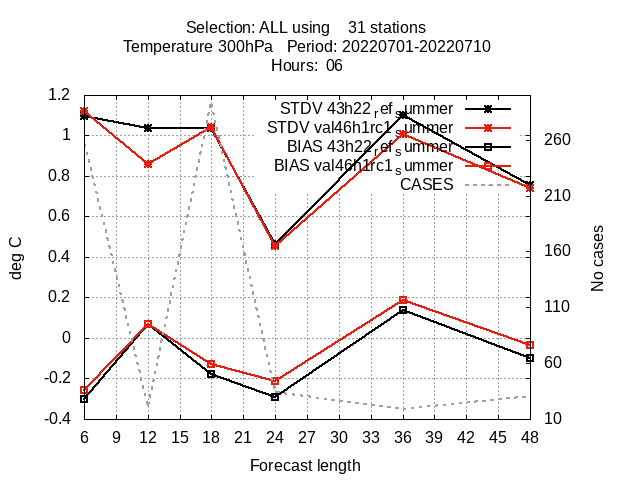 Selection: ALL using    31 stations
Temperature 300hPa   Period: 20220701-20220710
Hours:  06
STDV 43h22_ref_summer
STDV val46h1rc1_summer
BIAS 43h22_ref_summer
BIAS val46h1rc1_summer
CASES
1.2
1
0.8
0.6
0.4
0.2
0
-0.2
-0.4
deg C
260
210
160
110
60
10
No cases
6 9 12 15 18 21 24 27 30 33 36 39 42 45 48
Forecast length